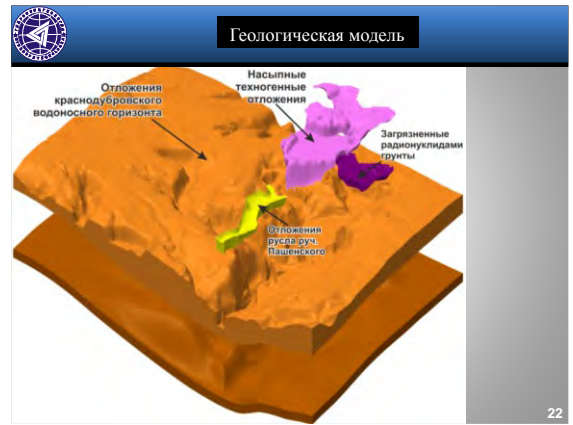 Геологическая модель
Отложения
краснодубровского
водоносного горизонта
Насыпные
техногенные
отложения
Загрязненные
радионуклидами
грунты
Отложения
русла руч.
Пашенского
22